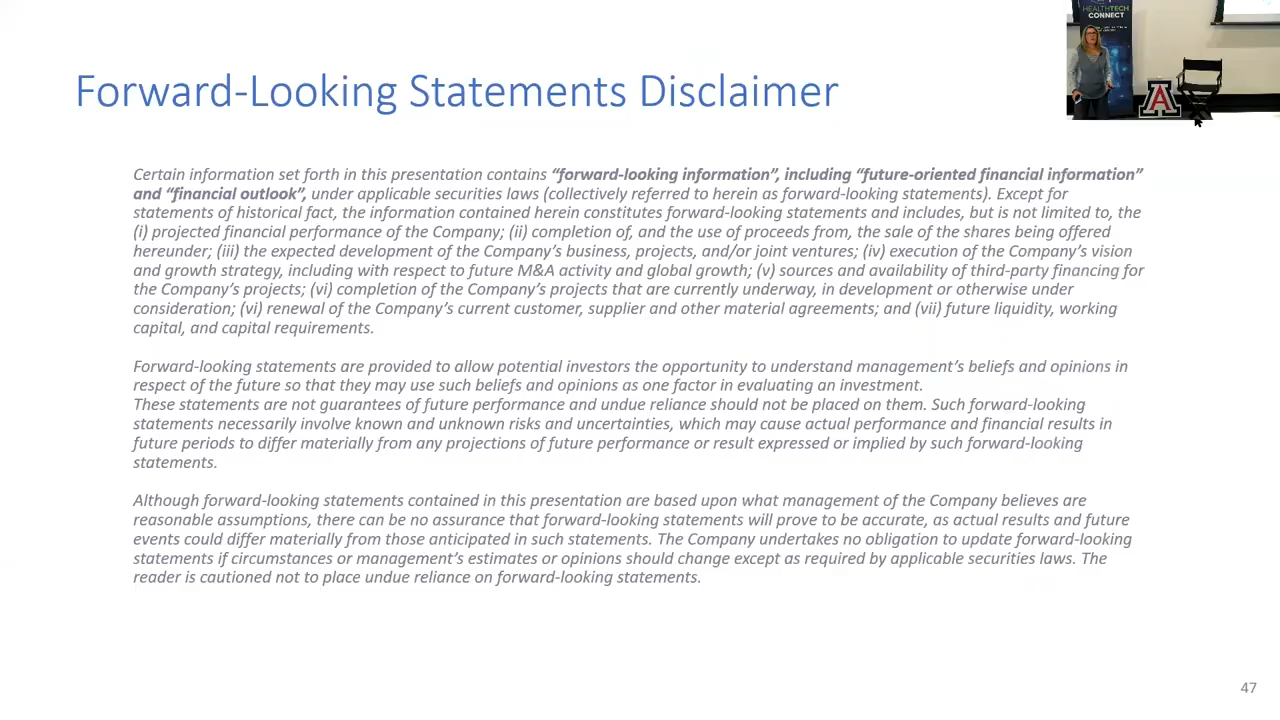 HEALTHTECH
CONNECT
Forward-Looking Statements Disclaimer
A
Certain information set forth in this presentation contains “forward-looking information”, including “future-oriented financial information”
and “financial outlook”, under applicable securities laws (collectively referred to herein as forward-looking statements). Except for
statements of historical fact, the information contained herein constitutes forward-looking statements and includes, but is not limited to, the
(i) projected financial performance of the Company; (ii) completion of, and the use of proceeds from, the sale of the shares being offered
hereunder; (iii) the expected development of the Company’s business, projects, and/or joint ventures; (iv) execution of the Company’s vision
and growth strategy, including with respect to future M&A activity and global growth; (v) sources and availability of third-party financing for
the Company’s projects; (vi) completion of the Company’s projects that are currently underway, in development or otherwise under
consideration; (vi) renewal of the Company’s current customer, supplier and other material agreements; and (vii) future liquidity, working
capital, and capital requirements.
Forward-looking statements are provided to allow potential investors the opportunity to understand management’s beliefs and opinions in
respect of the future so that they may use such beliefs and opinions as one factor in evaluating an investment.
These statements are not guarantees of future performance and undue reliance should not be placed on them. Such forward-looking
statements necessarily involve known and unknown risks and uncertainties, which may cause actual performance and financial results in
future periods to differ materially from any projections of future performance or result expressed or implied by such forward-looking
statements.
Although forward-looking statements contained in this presentation are based upon what management of the Company believes are
reasonable assumptions, there can be no assurance that forward-looking statements will prove to be accurate, as actual results and future
events could differ materially from those anticipated in such statements. The Company undertakes no obligation to update forward-looking
statements if circumstances or management’s estimates or opinions should change except as required by applicable securities laws. The
reader is cautioned not to place undue reliance on forward-looking statements.
47